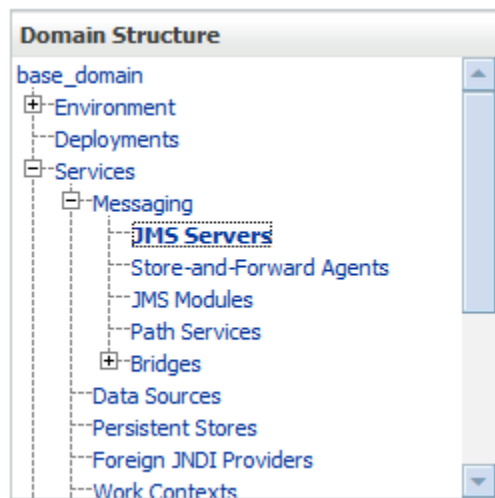 Domain Structure
base_domain
Environment
Deployments
Services
Messaging
JMS Servers
Store-and-Forward Agents
JMS Modules
Path Services
Bridges
Data Sources
Persistent Stores
Foreign JNDI Providers
Work Contexts